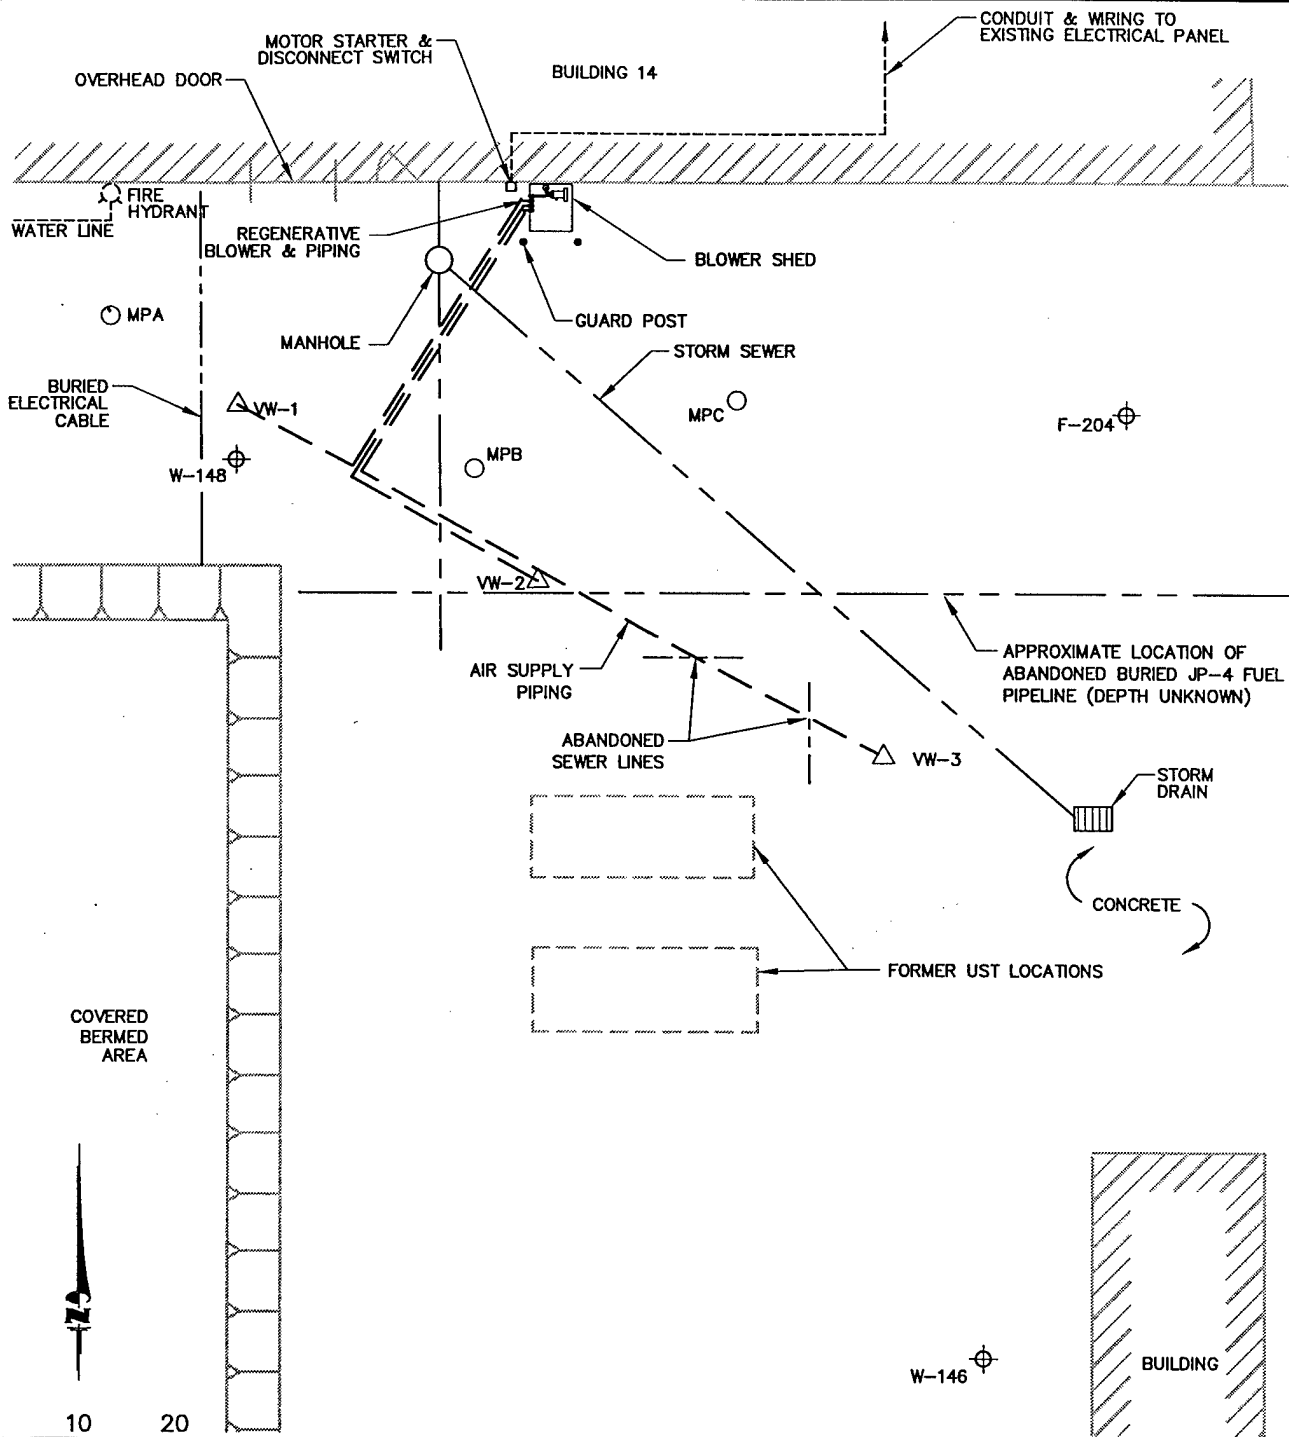 CONDUIT & WIRING TO
EXISTING ELECTRICAL PANEL
MOTOR STARTER &
DISCONNECT SWITCH
BUILDING 14
OVERHEAD DOOR
FIRE
HYDRANT
WATER LINE
REGENERATIVE
BLOWER & PIPING
BLOWER SHED
MPA
GUARD POST
MANHOLE
STORM SEWER
BURIED
ELECTRICAL
CABLE
VW-1
MPC
F-204
W-148
MPB
VW-2
AIR SUPPLY
PIPING
APPROXIMATE LOCATION OF
ABANDONED BURIED JP-4 FUEL
PIPELINE (DEPTH UNKNOWN)
ABANDONED
SEWER LINES
VW-3
STORM
DRAIN
CONCRETE
FORMER UST LOCATIONS
COVERED
BERMED
AREA
N
W-146
BUILDING
10 20